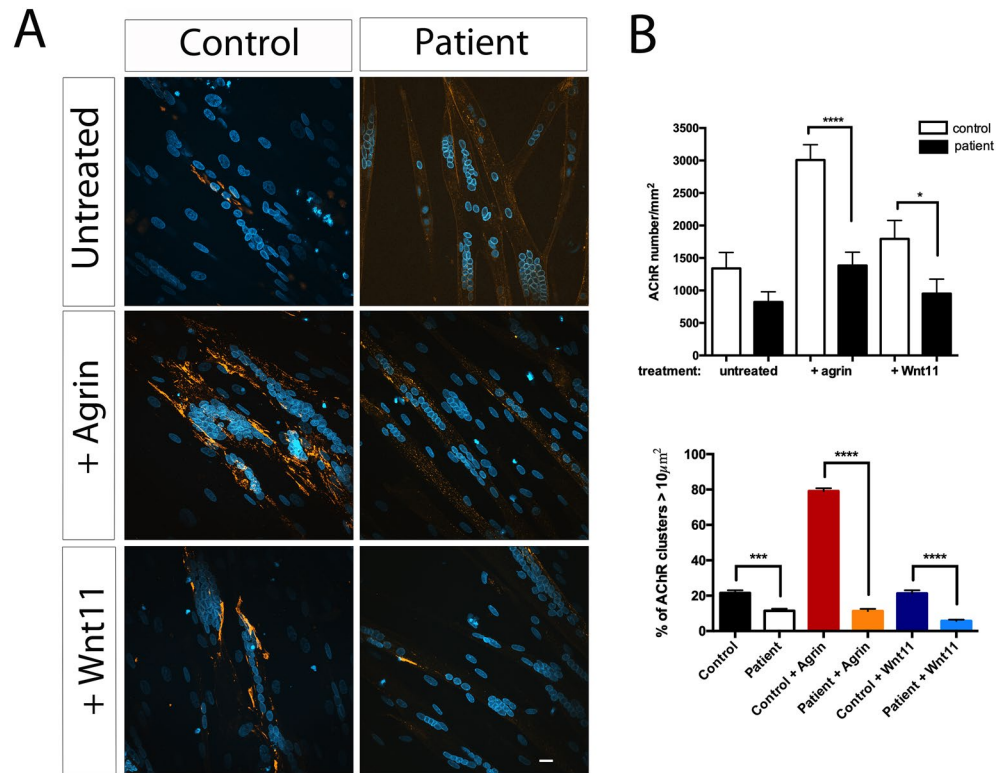 A
Control
Patient
Untreated
+ Agrin
+ Wnt11
B
3500
3000
2500
2000
1500
1000
500
0
AChR number/mm²
****
*
control
patient
treatment:
untreated
+ agrin
+ Wnt11
100
80
60
40
20
0
% of AChR clusters > 10μm²
***
****
****
Control
Patient
Control + Agrin
Patient + Agrin
Control + Wnt11
Patient + Wnt11